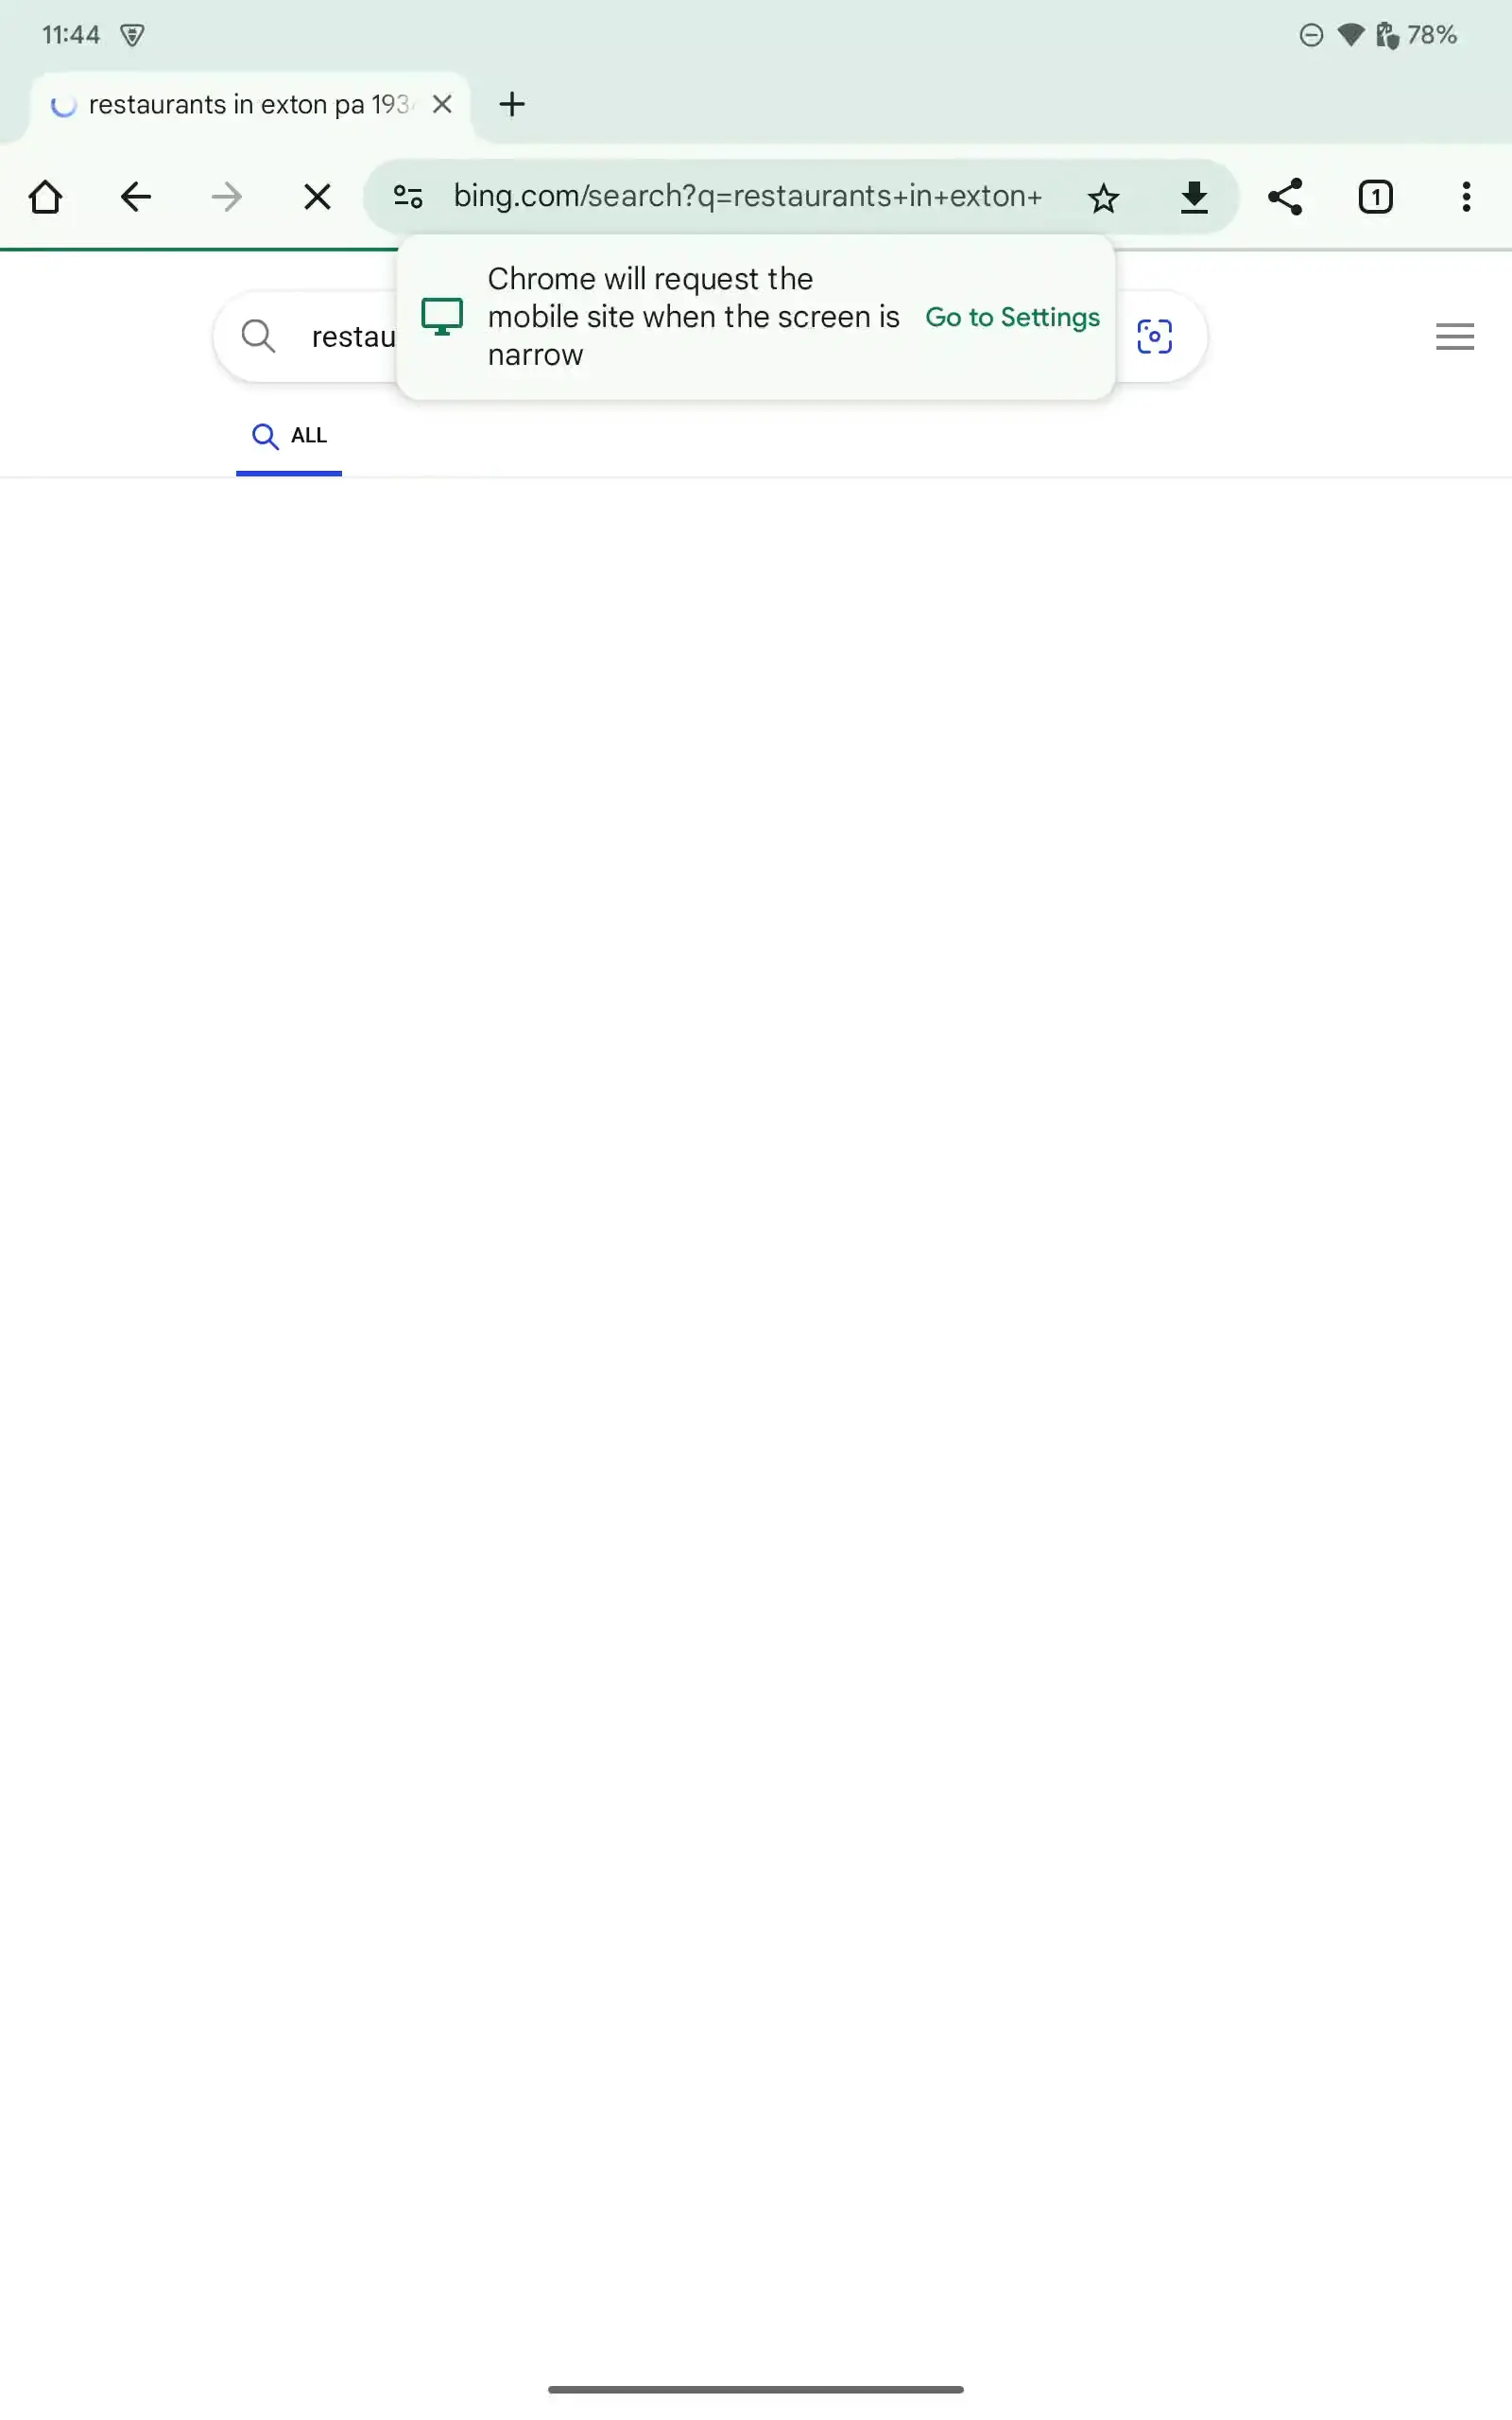 11:44
78%
restaurants in exton pa 193
bing.com/search?q=restaurants+in+exton+
1
Chrome will request the
mobile site when the screen is
narrow
Go to Settings
restau
ALL